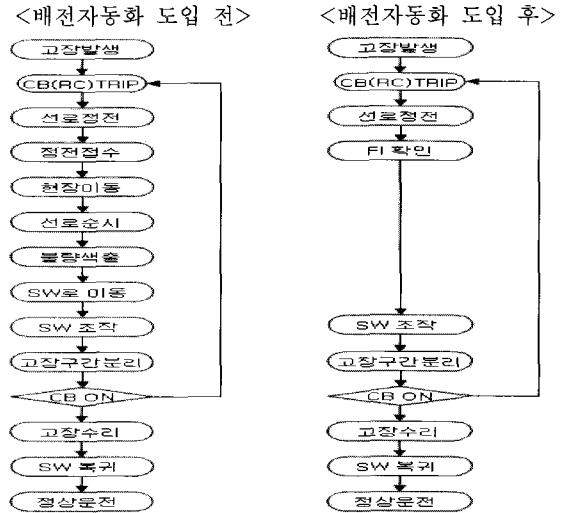 <배전자동화 도입 전>
고장발생
CB(RC)TRIP
선로정전
정전접수
현장이동
선로순시
불량색출
SW로 이동
SW 조작
고장구간분리
CB ON
고장수리
SW 복귀
정상운전
<배전자동화 도입 후>
고장발생
CB(RC)TRIP
선로정전
FI 확인
SW 조작
고장구간분리
CB ON
고장수리
SW 복귀
정상운전